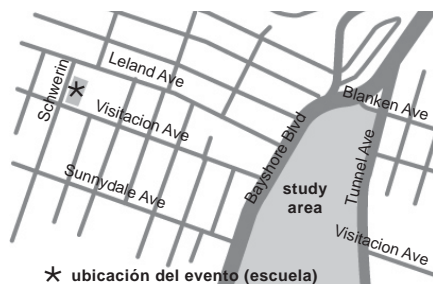 Leland Ave
Schwerin
Blanken Ave
Visitacion Ave
Bayshore Blvd
Tunnel Ave
Sunnydale Ave
study
area
Visitacion Ave
* ubicación del evento (escuela)